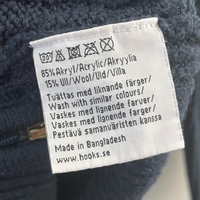 85% Akryl/Acrylic/Akryylia
15% Ull/Wool/Uld/Villa
Tvättas med liknande färger/
Wash with similar colours/
Vaskes med lignende farver/
Vaskes med lignende farger/
Pestävä samanväristen kanssa
Made in Bangladesh
www.hooks.se